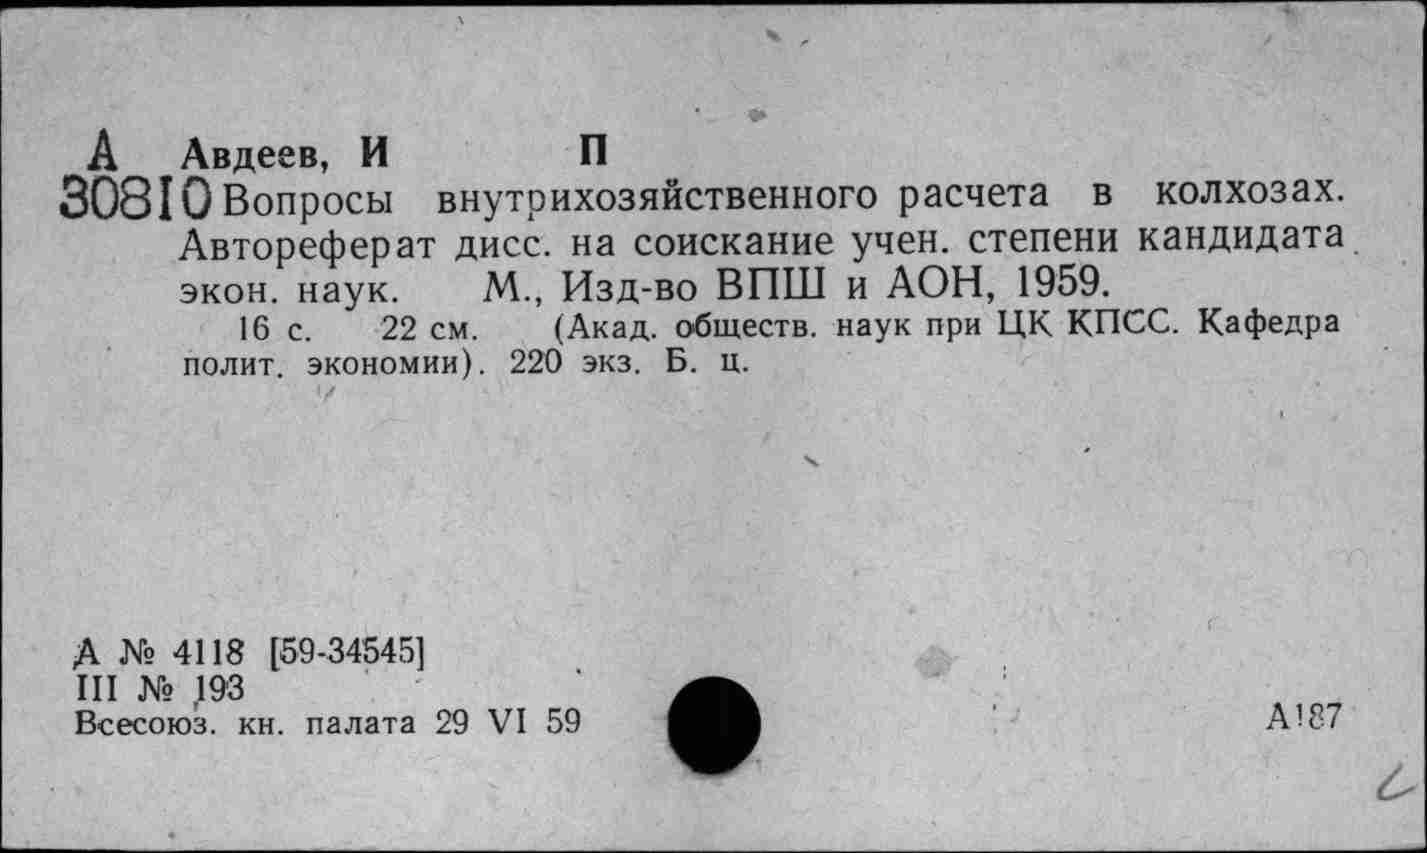 А Авдеев, И П
30810 Вопросы внутрихозяйственного расчета в колхозах.
Автореферат дисс. на соискание учен. степени кандидата
экон. наук. М., Изд-во ВПШ и АОН, 1959.
16 с. 22 см. (Акад. обществ. наук при ЦК КПСС. Кафедра
полит. экономии). 220 экз. Б. ц.
А № 4118 [59-34545]
III № 193
Всесоюз. кн. палата 29 VI 59
А187